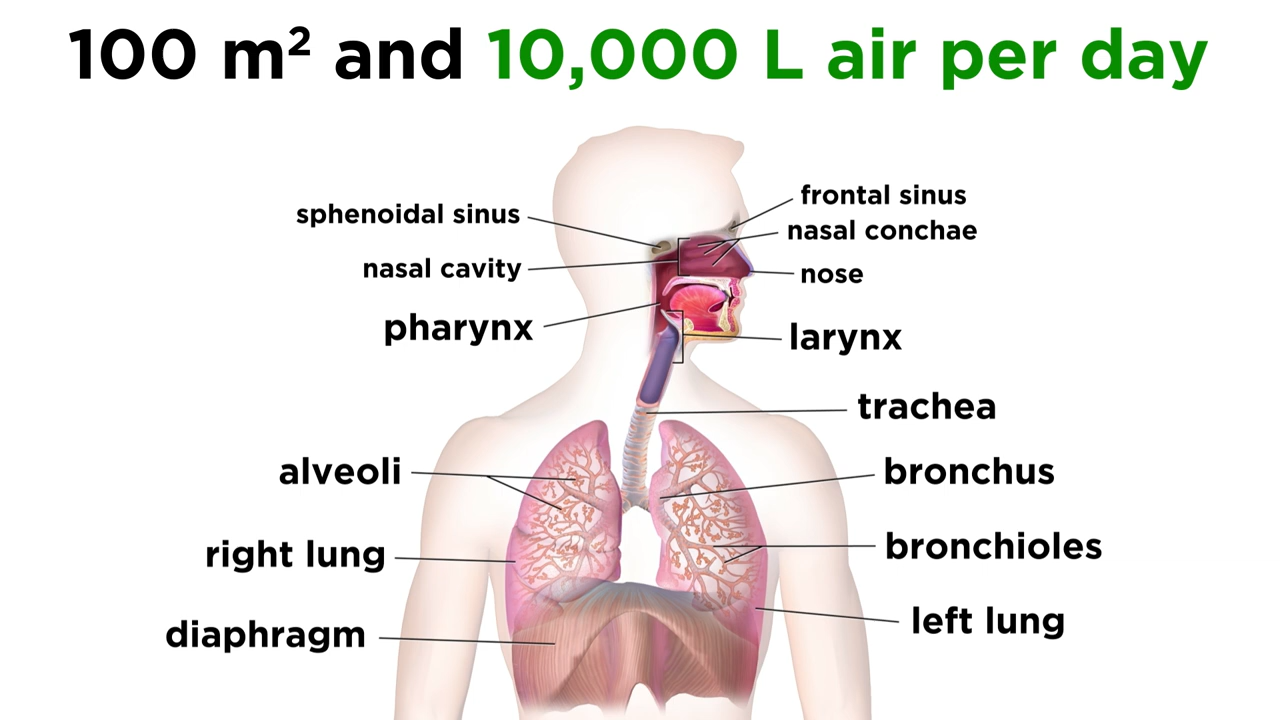 100 m² and 10,000 L air per day
sphenoidal sinus
nasal cavity
pharynx
alveoli
right lung
diaphragm
frontal sinus
nasal conchae
nose
larynx
trachea
bronchus
bronchioles
left lung